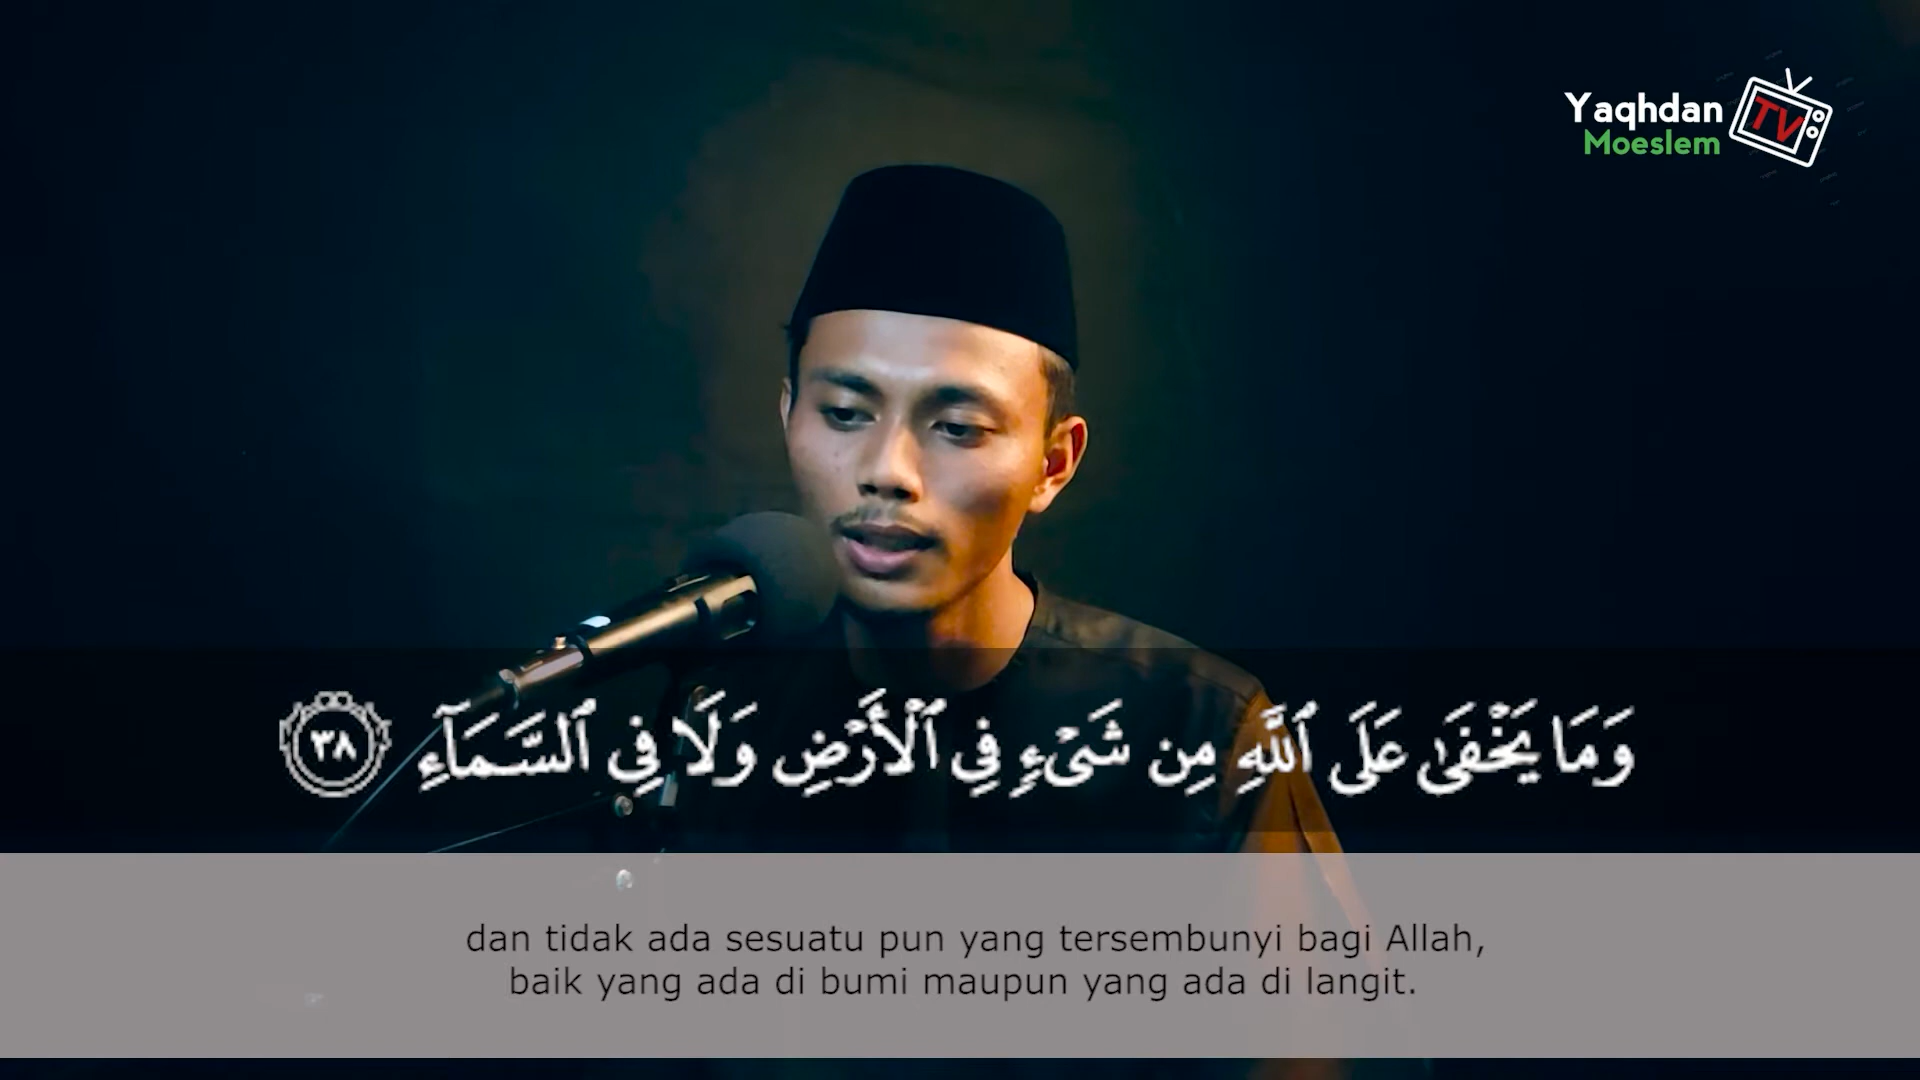 Yaqhdan
Moeslem
TV
وَمَا يَخْفَىٰ عَلَى ٱللَّهِ مِن شَىْءٍ فِى ٱلْأَرْضِ وَلَا فِى ٱلسَّمَآءِ ٣٨
dan tidak ada sesuatu pun yang tersembunyi bagi Allah,
baik yang ada di bumi maupun yang ada di langit.